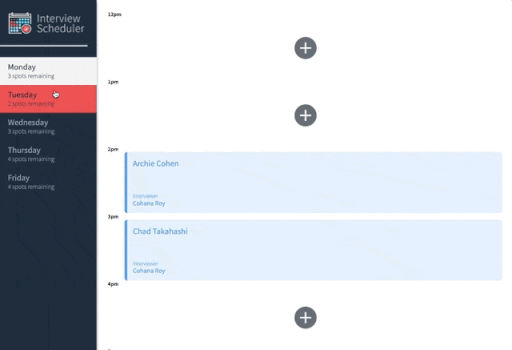 Interview
Scheduler
Monday
3 spots remaining
Tuesday
2 spots remaining
Wednesday
3 spots remaining
Thursday
4 spots remaining
Friday
4 spots remaining
12pm
1pm
2pm
Archie Cohen
Interviewer
Cohana Roy
3pm
Chad Takahashi
Interviewer
Cohana Roy
4pm